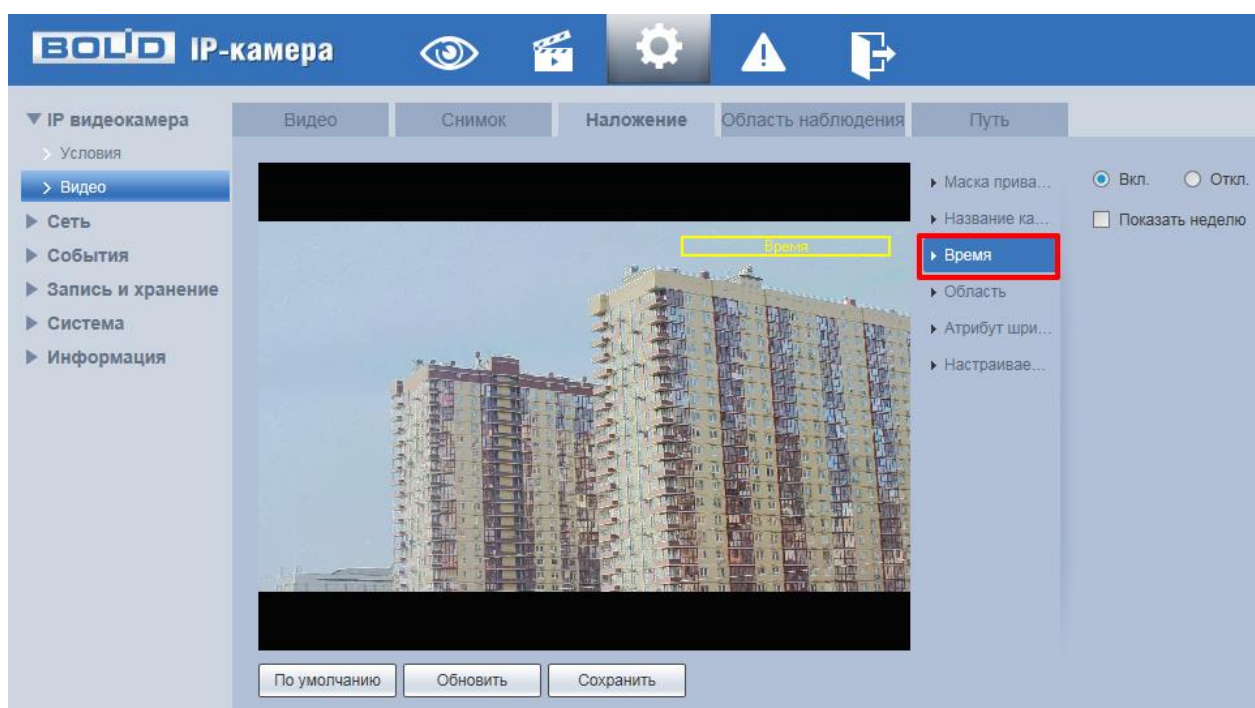 BOLID IP-камера
IP видеокамера
Условия
Видео
Сеть
События
Запись и хранение
Система
Информация
Видео Снимок Наложение Область наблюдения Путь
Время
Маска прива...
Название ка...
Время
Область
Атрибут шри...
Настраивае...
Вкл. Откл.
Показать неделю
По умолчанию Обновить Сохранить